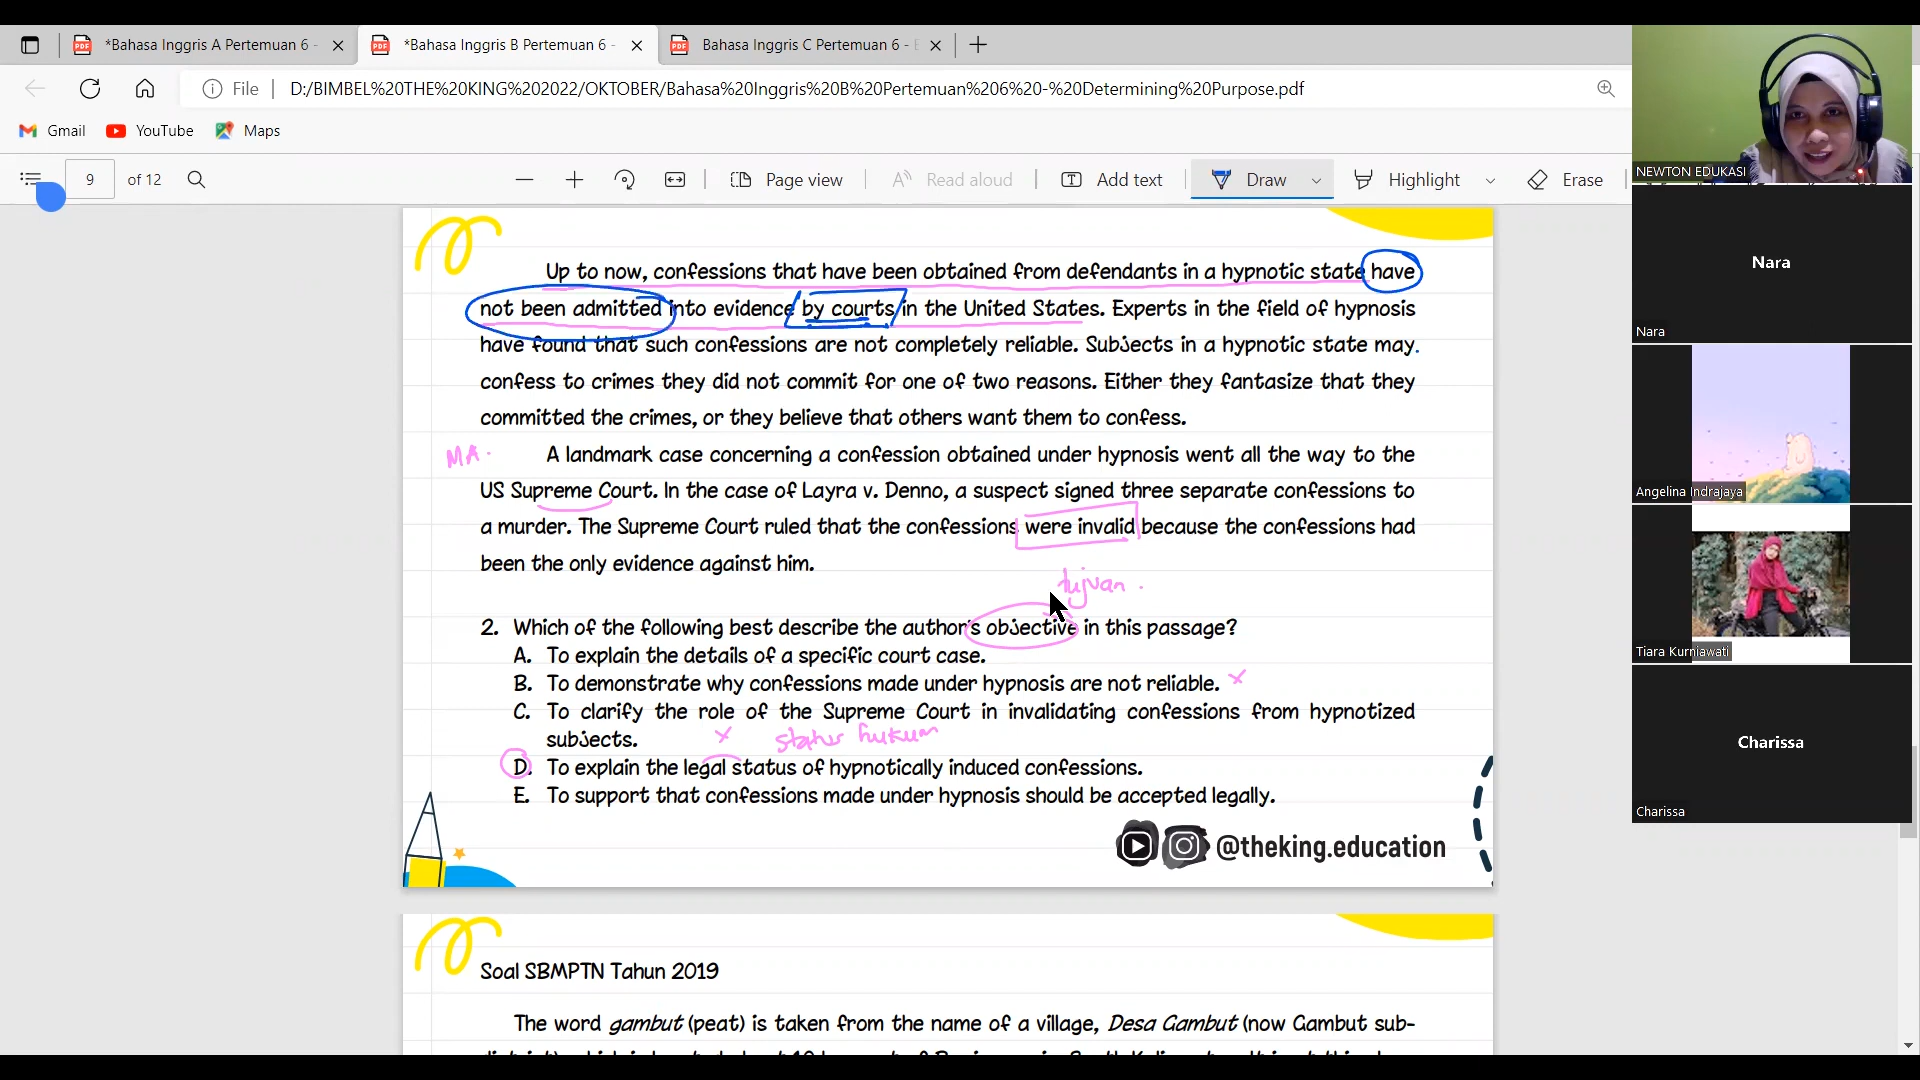 *Bahasa Inggris A Pertemuan 6 -
*Bahasa Inggris B Pertemuan 6 -
Bahasa Inggris C Pertemuan 6 -
File
D:/BIMBEL%20THE%20KING%202022/OKTOBER/Bahasa%20Inggris%20B%20Pertemuan%206%20-%20Determining%20Purpose.pdf
Gmail YouTube Maps
9 of 12
Page view
Read aloud
Add text
Draw
Highlight
Erase
Up to now, confessions that have been obtained from defendants in a hypnotic state have
not been admitted into evidence by courts in the United States. Experts in the field of hypnosis
have found that such confessions are not completely reliable. Subjects in a hypnotic state may
confess to crimes they did not commit for one of two reasons. Either they fantasize that they
committed the crimes, or they believe that others want them to confess.
MA.
A landmark case concerning a confession obtained under hypnosis went all the way to the
US Supreme Court. In the case of Layra v. Denno, a suspect signed three separate confessions to
a murder. The Supreme Court ruled that the confessions were invalid because the confessions had
been the only evidence against him.
tujuan.
2. Which of the following best describe the author's objective in this passage?
A. To explain the details of a specific court case.
B. To demonstrate why confessions made under hypnosis are not reliable. x
C. To clarify the role of the Supreme Court in invalidating confessions from hypnotized
subjects. x status hukum
D. To explain the legal status of hypnotically induced confessions.
E. To support that confessions made under hypnosis should be accepted legally.
@theking.education
Soal SBMPTN Tahun 2019
The word gambut (peat) is taken from the name of a village, Desa Gambut (now Gambut sub-
NEWTON EDUKASI
Nara
Nara
Angelina Indrajaya
Tiara Kurniawati
Charissa
Charissa